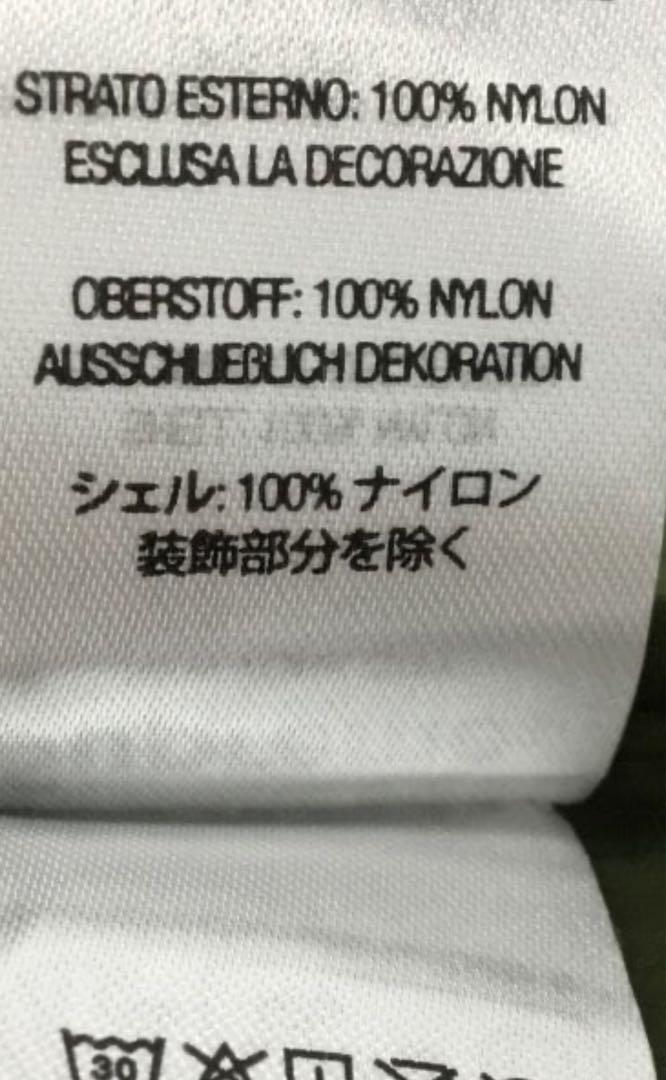 STRATO ESTERNO: 100% NYLON
ESCLUSA LA DECORAZIONE
OBERSTOFF: 100% NYLON
AUSSCHLIEßLICH DEKORATION
シェル: 100% ナイロン
装飾部分を除く
30